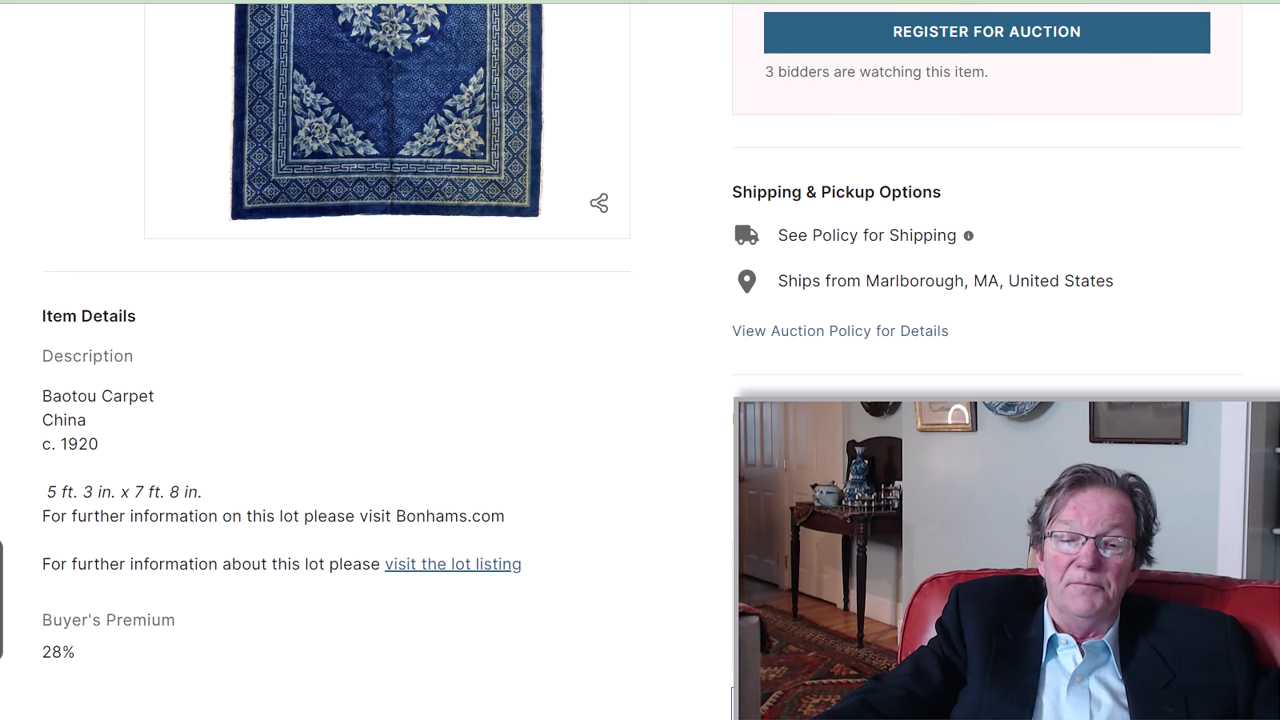 REGISTER FOR AUCTION
3 bidders are watching this item.
Shipping & Pickup Options
See Policy for Shipping
Ships from Marlborough, MA, United States
View Auction Policy for Details
Item Details
Description
Baotou Carpet
China
c. 1920
5 ft. 3 in. x 7 ft. 8 in.
For further information on this lot please visit Bonhams.com
For further information about this lot please visit the lot listing
Buyer's Premium
28%